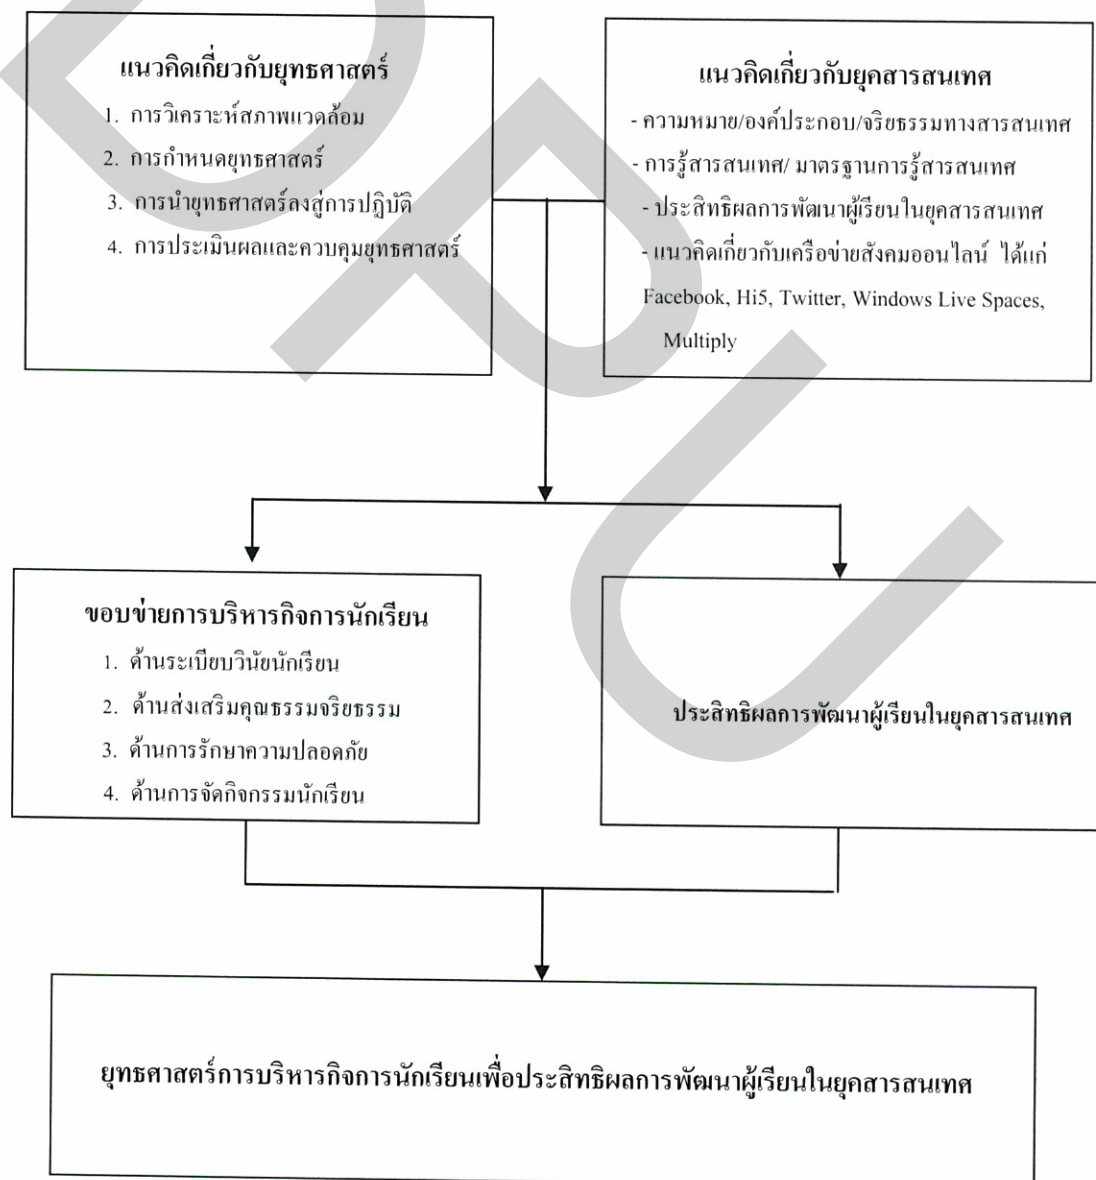 แนวคิดเกี่ยวกับยุทธศาสตร์
1. การวิเคราะห์สภาพแวดล้อม
2. การกำหนดยุทธศาสตร์
3. การนำยุทธศาสตร์ลงสู่การปฏิบัติ
4. การประเมินผลและควบคุมยุทธศาสตร์
แนวคิดเกี่ยวกับยุคสารสนเทศ
- ความหมาย/องค์ประกอบ/จริยธรรมทางสารสนเทศ
- การรู้สารสนเทศ/ มาตรฐานการรู้สารสนเทศ
- ประสิทธิผลการพัฒนาผู้เรียนในยุคสารสนเทศ
- แนวคิดเกี่ยวกับเครือข่ายสังคมออนไลน์ ได้แก่
Facebook, Hi5, Twitter, Windows Live Spaces,
Multiply
ขอบข่ายการบริหารกิจการนักเรียน
1. ด้านระเบียบวินัยนักเรียน
2. ด้านส่งเสริมคุณธรรมจริยธรรม
3. ด้านการรักษาความปลอดภัย
4. ด้านการจัดกิจกรรมนักเรียน
ประสิทธิผลการพัฒนาผู้เรียนในยุคสารสนเทศ
ยุทธศาสตร์การบริหารกิจการนักเรียนเพื่อประสิทธิผลการพัฒนาผู้เรียนในยุคสารสนเทศ
DPU